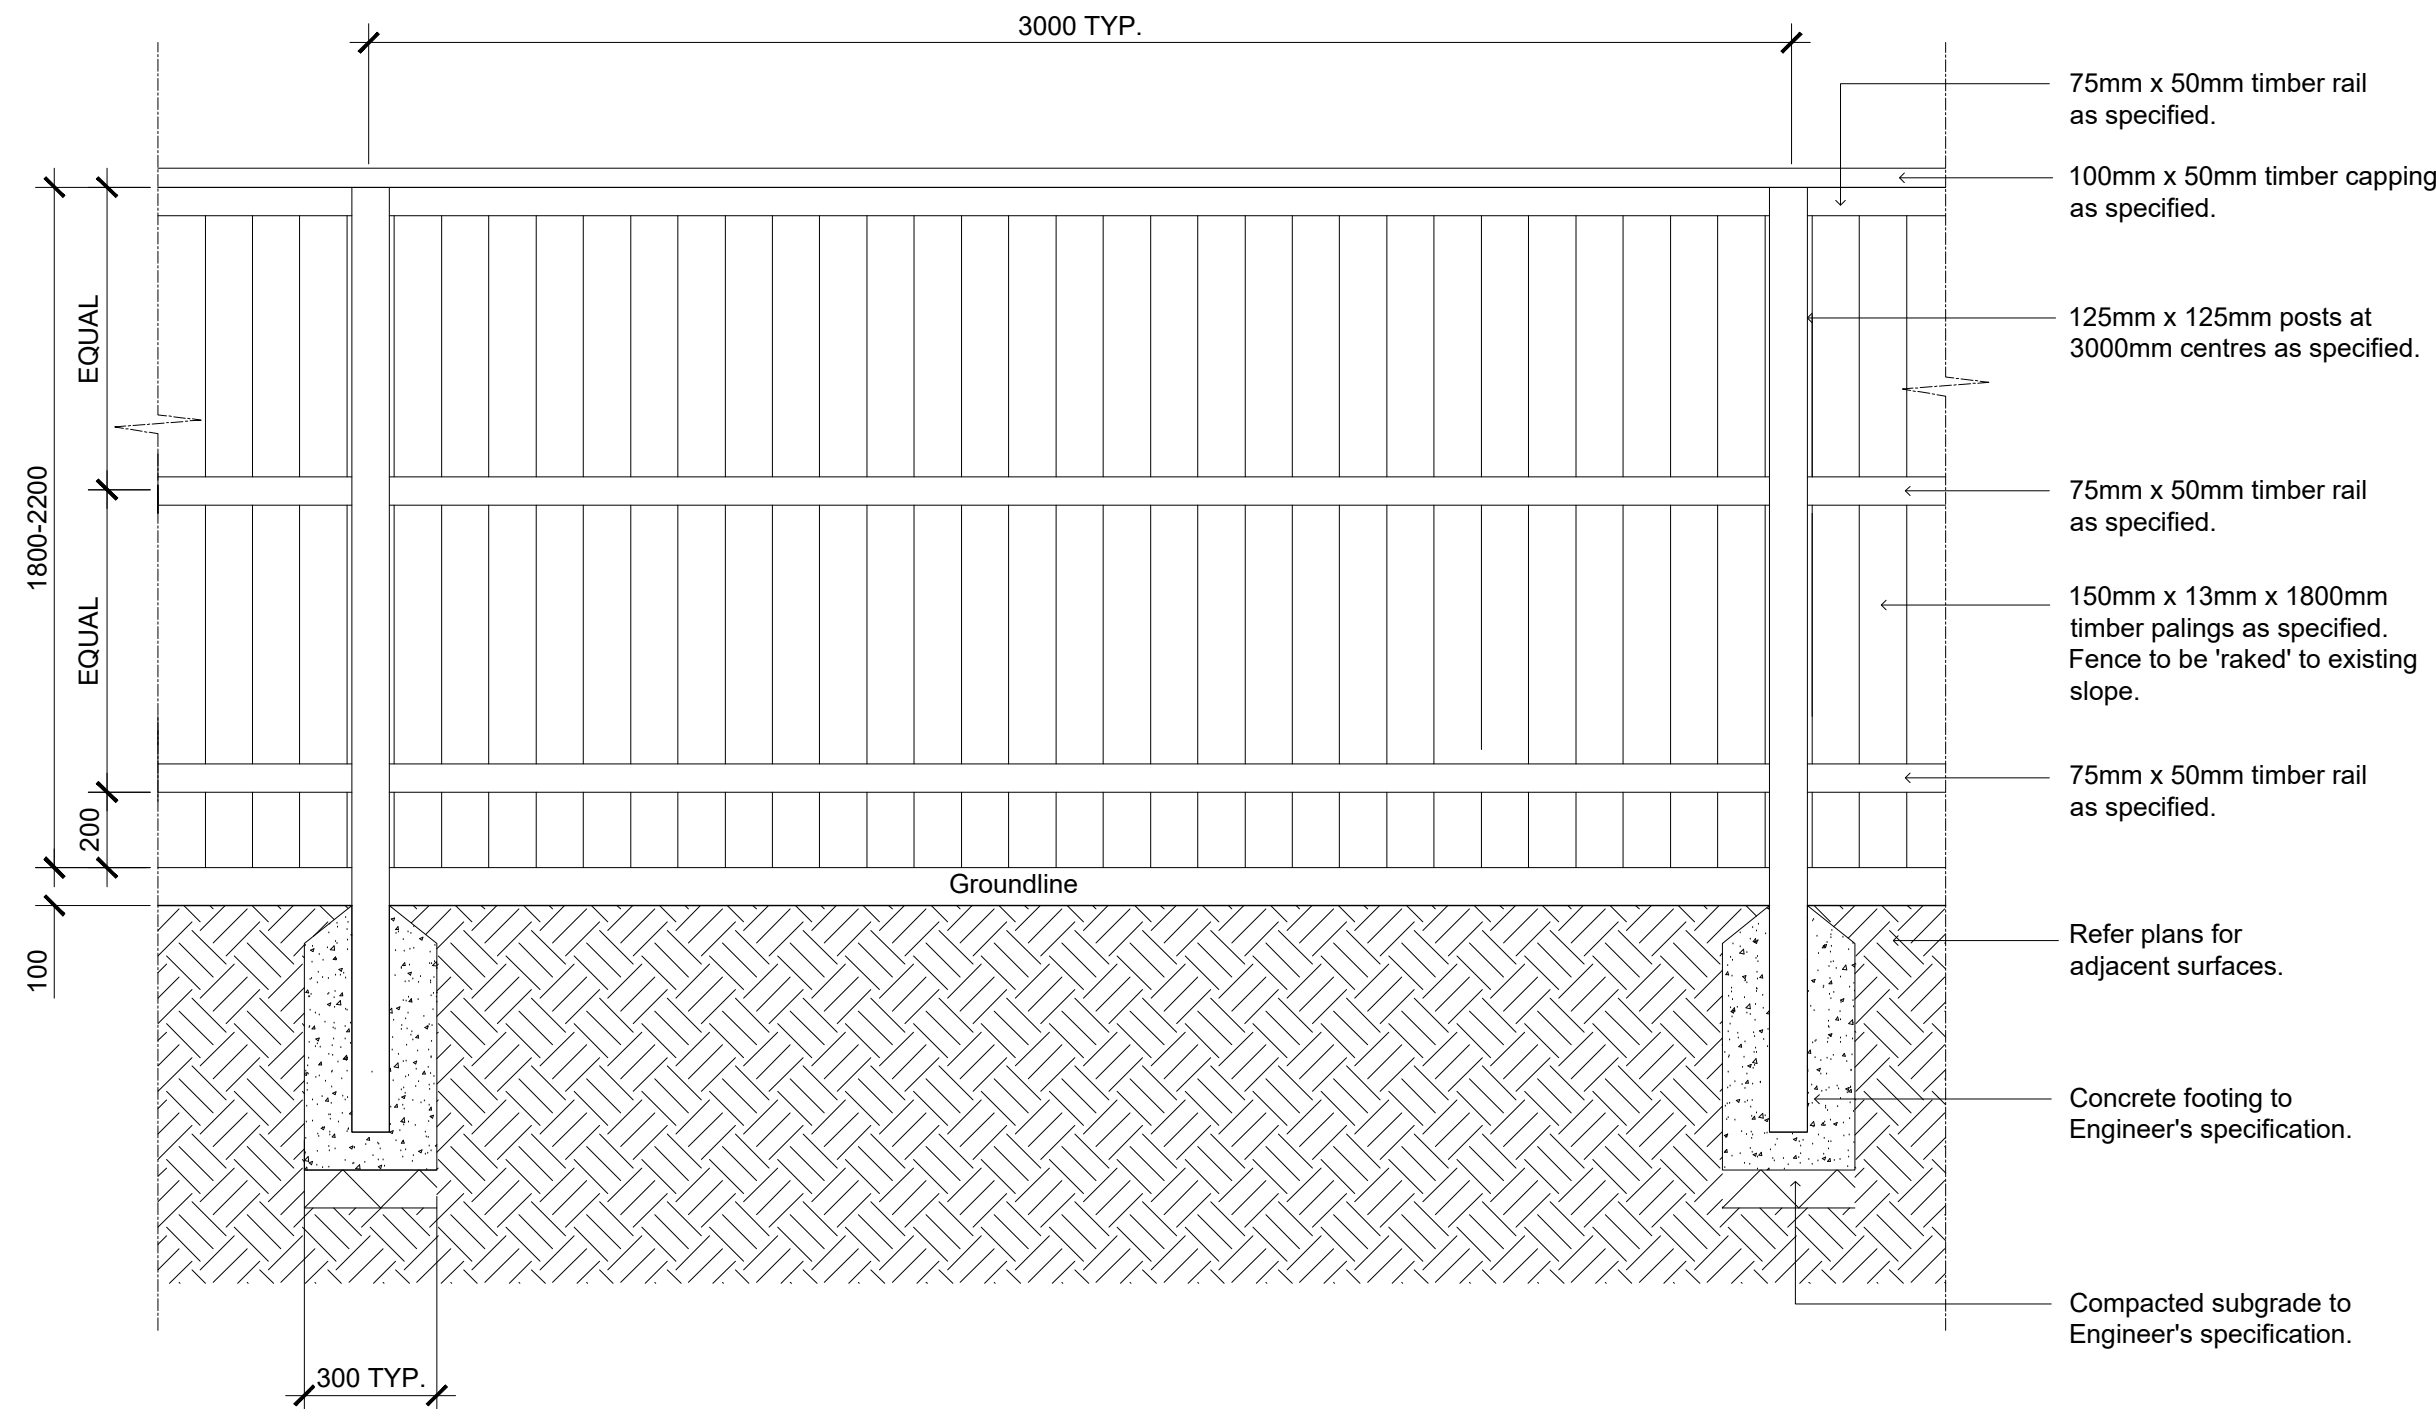 3000 TYP.
75mm x 50mm timber rail
as specified.
100mm x 50mm timber capping
as specified.
EQUAL
125mm x 125mm posts at
3000mm centres as specified.
1800-2200
75mm x 50mm timber rail
as specified.
EQUAL
150mm x 13mm x 1800mm
timber palings as specified.
Fence to be 'raked' to existing
slope.
75mm x 50mm timber rail
as specified.
200
Groundline
100
Refer plans for
adjacent surfaces.
Concrete footing to
Engineer's specification.
Compacted subgrade to
Engineer's specification.
300 TYP.